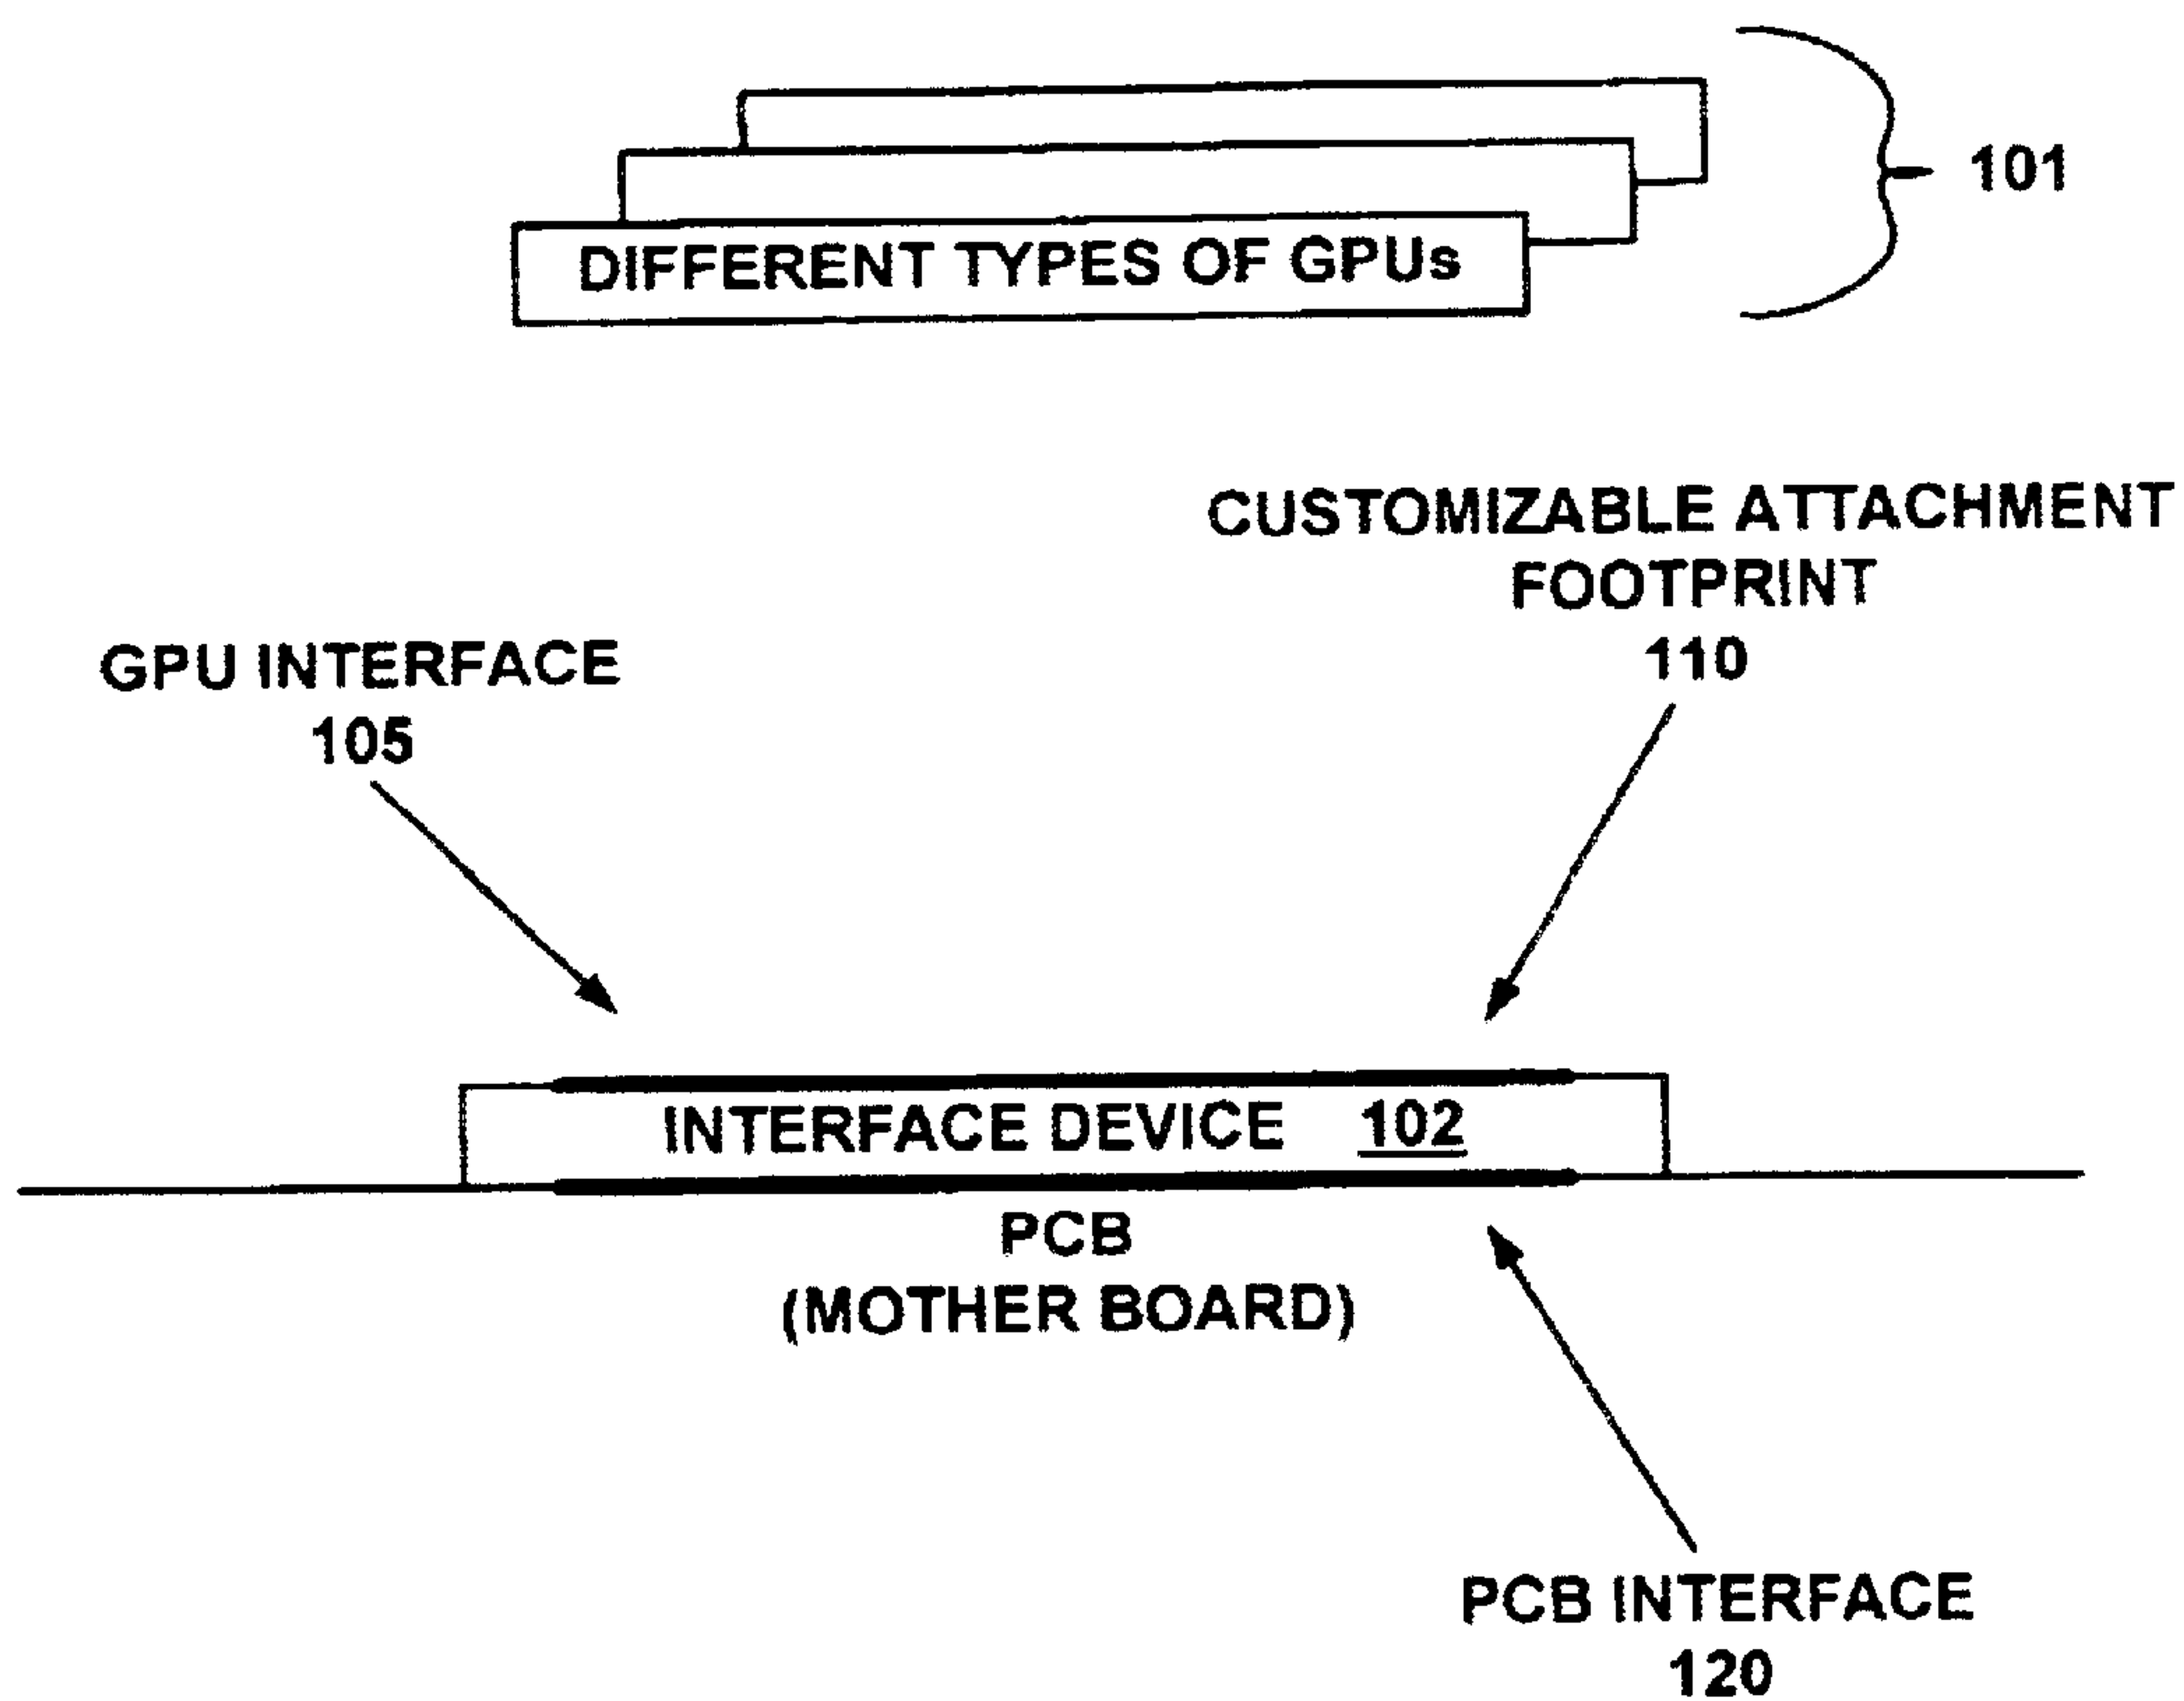 101
DIFFERENT TYPES OF GPUs
CUSTOMIZABLE ATTACHMENT
FOOTPRINT
110
GPU INTERFACE
105
INTERFACE DEVICE 102
PCB
(MOTHER BOARD)
PCB INTERFACE
120